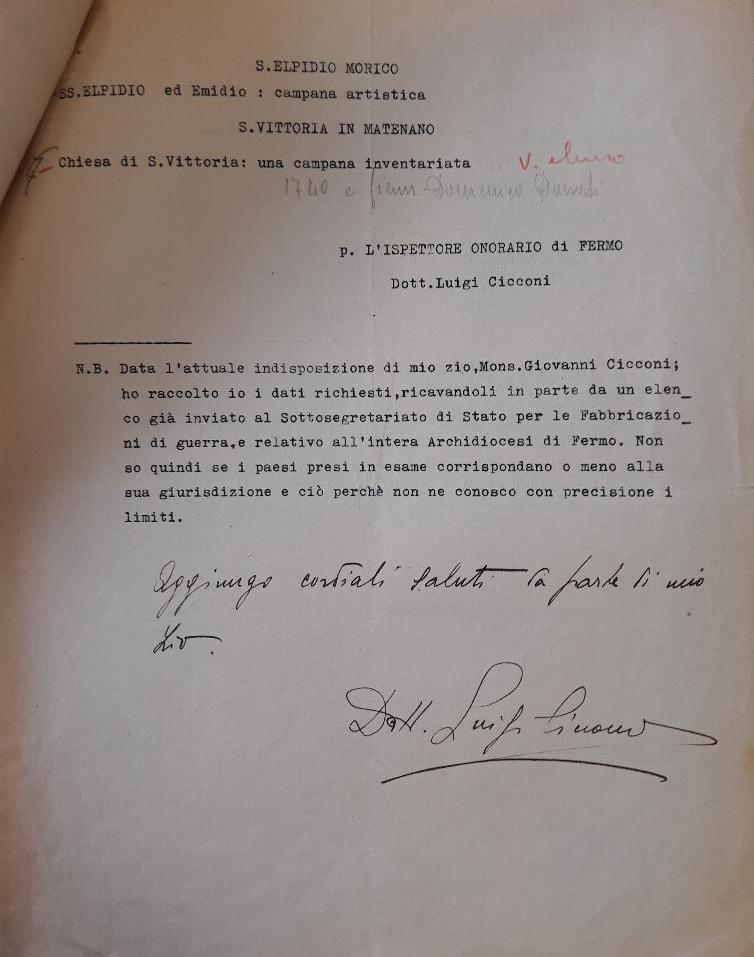 S.ELPIDIO MORICO
SS.ELPIDIO ed Emidio : campana artistica
S.VITTORIA IN MATENANO
Chiesa di S.Vittoria: una campana inventariata V. elenco
1740 e Domenico
p. L'ISPETTORE ONORARIO di FERMO
Dott.Luigi Cicconi
N.B. Data l'attuale indisposizione di mio zio,Mons.Giovanni Cicconi;
ho raccolto io i dati richiesti,ricavandoli in parte da un elen_
co già inviato al Sottosegretariato di Stato per le Fabbricazio_
ni di guerra,e relativo all'intera Archidiocesi di Fermo. Non
so quindi se i paesi presi in esame corrispondano o meno alla
sua giurisdizione e ciò perchè non ne conosco con precisione i
limiti.
Aggiungo cordiali saluti da parte di mio
zio.
Dott. Luigi Cicconi